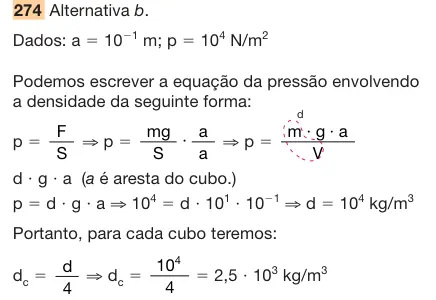 274 Alternativa b.
Dados: a = 10⁻¹ m; p = 10⁴ N/m²
Podemos escrever a equação da pressão envolvendo
a densidade da seguinte forma:
p = F/S ⇒ p = mg/S · a/a ⇒ p = m · g · a/V
d
d · g · a (a é aresta do cubo.)
p = d · g · a ⇒ 10⁴ = d · 10¹ · 10⁻¹ ⇒ d = 10⁴ kg/m³
Portanto, para cada cubo teremos:
d꜀ = d/4 ⇒ d꜀ = 10⁴/4 = 2,5 · 10³ kg/m³